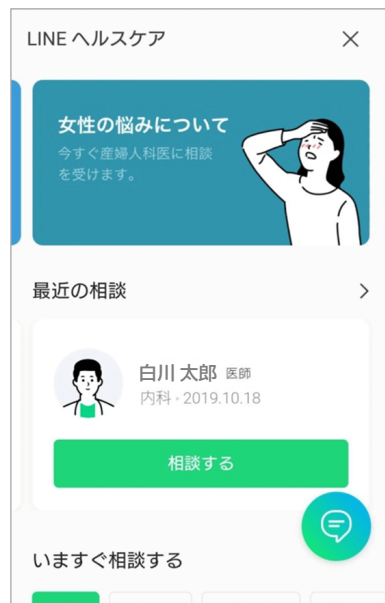 LINE ヘルスケア
女性の悩みについて
今すぐ産婦人科医に相談
を受けます。
最近の相談
白川 太郎 医師
内科・2019.10.18
相談する
いますぐ相談する